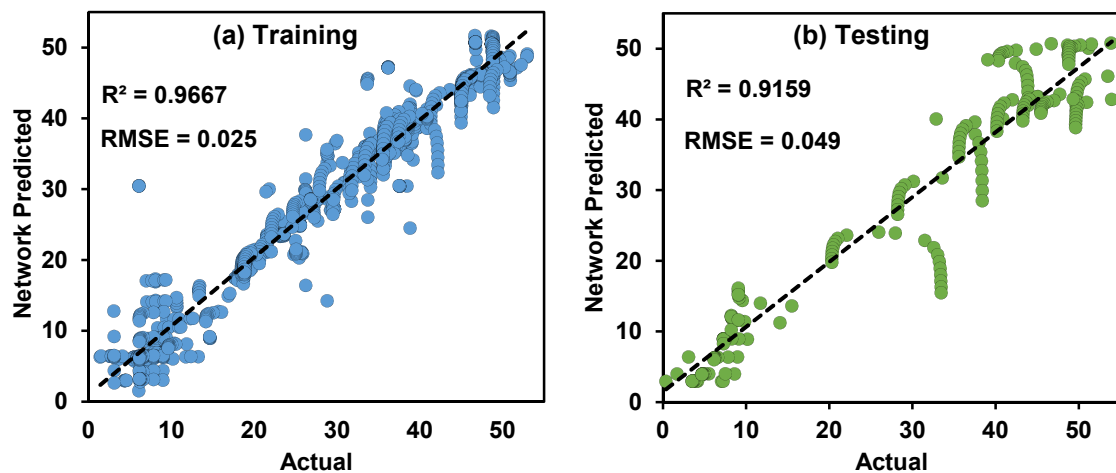 (a) Training
R² = 0.9667
RMSE = 0.025
Network Predicted
50
40
30
20
10
0
0 10 20 30 40 50
Actual
(b) Testing
R² = 0.9159
RMSE = 0.049
Network Predicted
50
40
30
20
10
0
0 10 20 30 40 50
Actual